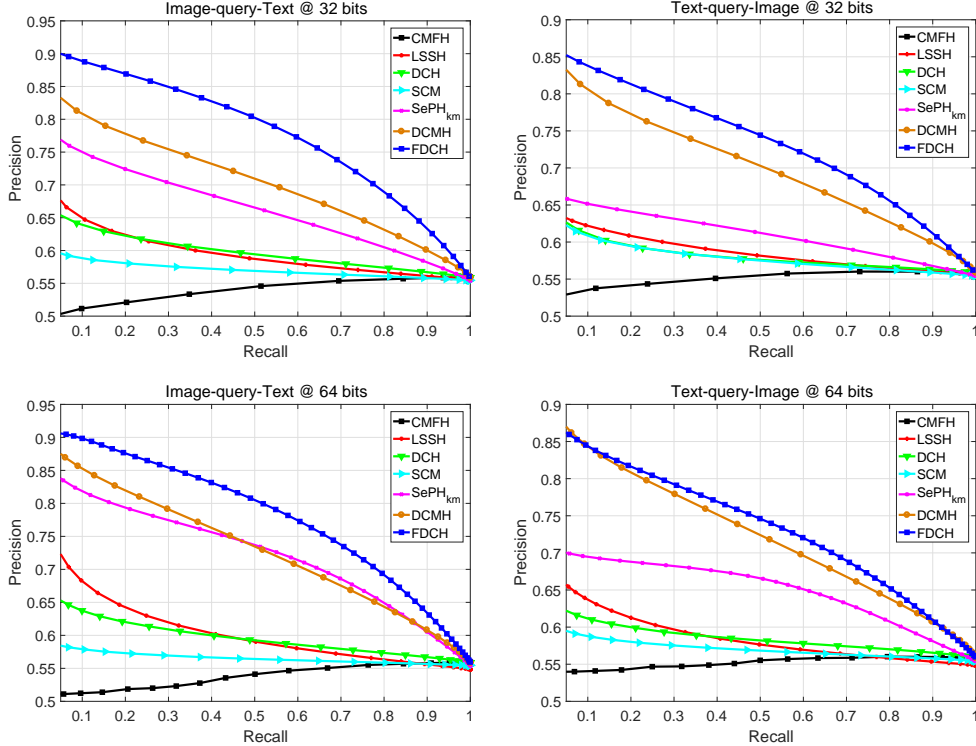 Image-query-Text @ 32 bits
0.95
0.9
0.85
0.8
0.75
0.7
0.65
0.6
0.55
0.5
Precision
0.1 0.2 0.3 0.4 0.5 0.6 0.7 0.8 0.9 1
Recall
CMFH
LSSH
DCH
SCM
SePH_km
DCMH
FDCH
Text-query-Image @ 32 bits
0.9
0.85
0.8
0.75
0.7
0.65
0.6
0.55
0.5
Precision
0.1 0.2 0.3 0.4 0.5 0.6 0.7 0.8 0.9 1
Recall
CMFH
LSSH
DCH
SCM
SePH_km
DCMH
FDCH
Image-query-Text @ 64 bits
0.95
0.9
0.85
0.8
0.75
0.7
0.65
0.6
0.55
0.5
Precision
0.1 0.2 0.3 0.4 0.5 0.6 0.7 0.8 0.9 1
Recall
CMFH
LSSH
DCH
SCM
SePH_km
DCMH
FDCH
Text-query-Image @ 64 bits
0.9
0.85
0.8
0.75
0.7
0.65
0.6
0.55
0.5
Precision
0.1 0.2 0.3 0.4 0.5 0.6 0.7 0.8 0.9 1
Recall
CMFH
LSSH
DCH
SCM
SePH_km
DCMH
FDCH